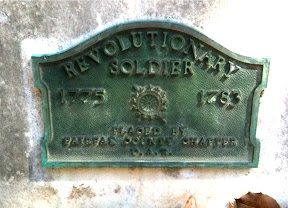 REVOLUTIONARY
SOLDIER
1775 1783
PLACED BY
FAIRFAX COUNTY CHAPTER
D.A.R.